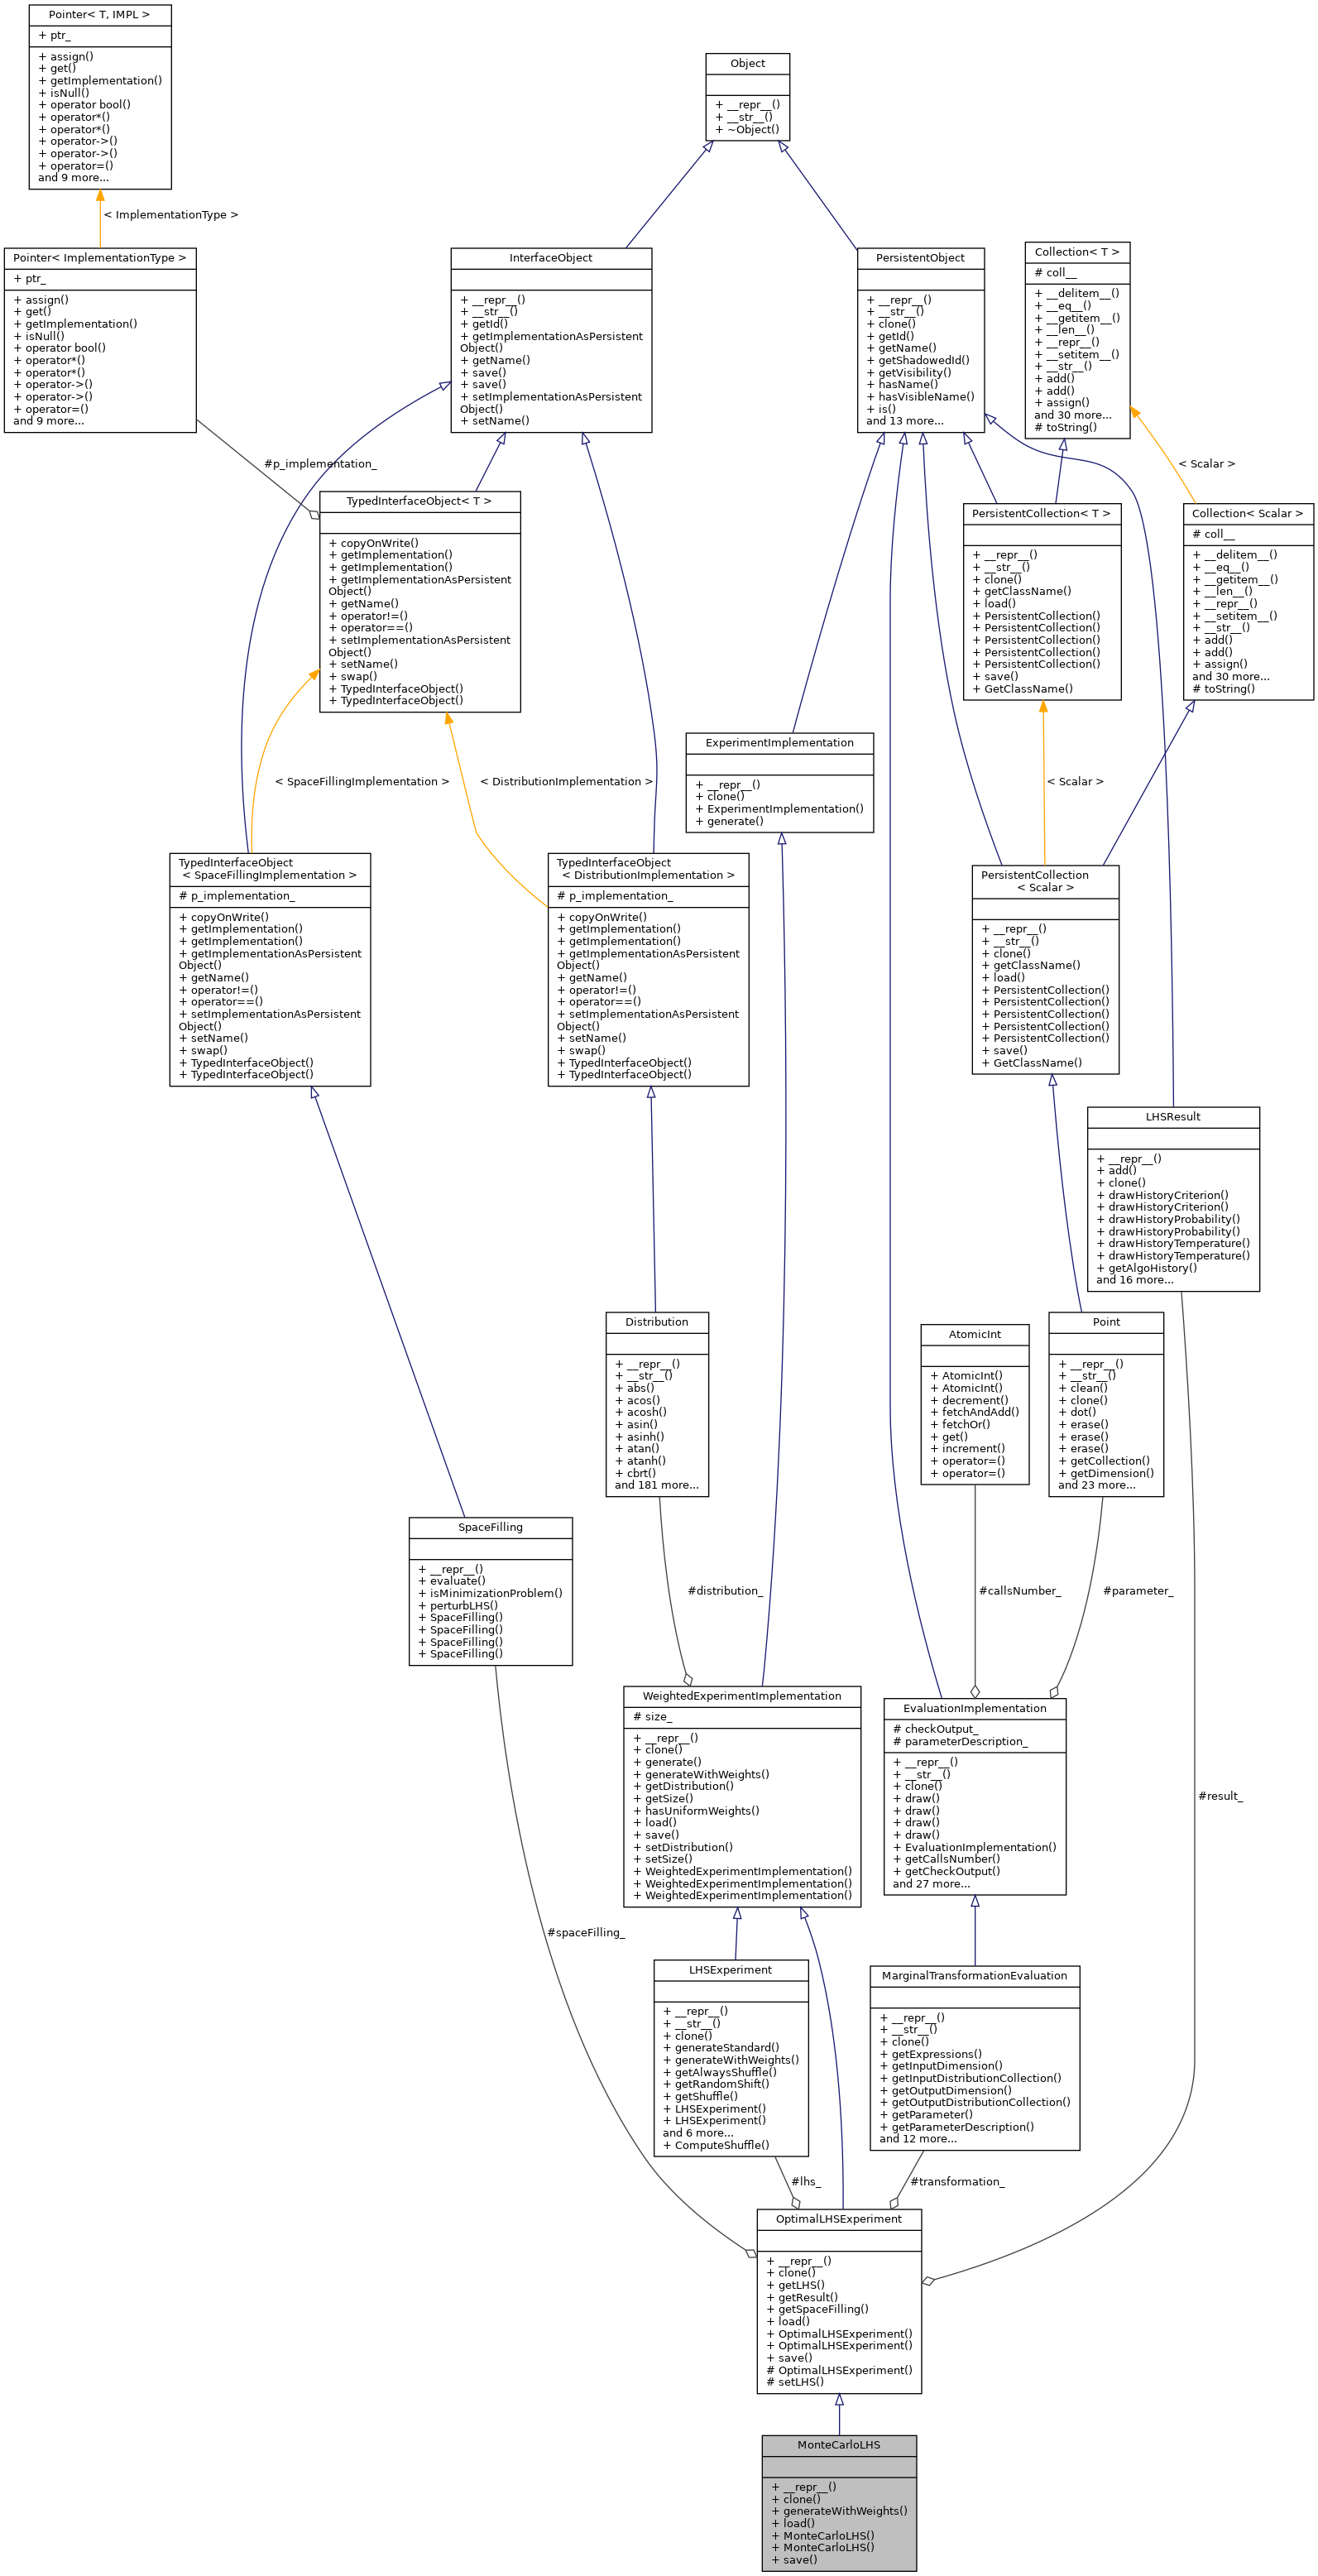 Pointer< T, IMPL >
+ ptr_
+ assign()
+ get()
+ getImplementation()
+ isNull()
+ operator bool()
+ operator*()
+ operator*()
+ operator->()
+ operator->()
+ operator=()
and 9 more...
Object
+ __repr__()
+ __str__()
+ ~Object()
< ImplementationType >
Pointer< ImplementationType >
+ ptr_
+ assign()
+ get()
+ getImplementation()
+ isNull()
+ operator bool()
+ operator*()
+ operator*()
+ operator->()
+ operator->()
+ operator=()
and 9 more...
InterfaceObject
+ __repr__()
+ __str__()
+ getId()
+ getImplementationAsPersistent
Object()
+ getName()
+ save()
+ save()
+ setImplementationAsPersistent
Object()
+ setName()
PersistentObject
+ __repr__()
+ __str__()
+ clone()
+ getId()
+ getName()
+ getShadowedId()
+ getVisibility()
+ hasName()
+ hasVisibleName()
+ is()
and 13 more...
Collection< T >
# coll__
+ __delitem__()
+ __eq__()
+ __getitem__()
+ __len__()
+ __repr__()
+ __setitem__()
+ __str__()
+ add()
+ add()
+ assign()
and 30 more...
# toString()
#p_implementation_
< Scalar >
TypedInterfaceObject< T >
+ copyOnWrite()
+ getImplementation()
+ getImplementation()
+ getImplementationAsPersistent
Object()
+ getName()
+ operator!=()
+ operator==()
+ setImplementationAsPersistent
Object()
+ setName()
+ swap()
+ TypedInterfaceObject()
+ TypedInterfaceObject()
PersistentCollection< T >
+ __repr__()
+ __str__()
+ clone()
+ getClassName()
+ load()
+ PersistentCollection()
+ PersistentCollection()
+ PersistentCollection()
+ PersistentCollection()
+ PersistentCollection()
+ save()
+ GetClassName()
Collection< Scalar >
# coll__
+ __delitem__()
+ __eq__()
+ __getitem__()
+ __len__()
+ __repr__()
+ __setitem__()
+ __str__()
+ add()
+ add()
+ assign()
and 30 more...
# toString()
ExperimentImplementation
+ __repr__()
+ clone()
+ ExperimentImplementation()
+ generate()
< SpaceFillingImplementation >
< DistributionImplementation >
< Scalar >
TypedInterfaceObject
< SpaceFillingImplementation >
# p_implementation_
+ copyOnWrite()
+ getImplementation()
+ getImplementation()
+ getImplementationAsPersistent
Object()
+ getName()
+ operator!=()
+ operator==()
+ setImplementationAsPersistent
Object()
+ setName()
+ swap()
+ TypedInterfaceObject()
+ TypedInterfaceObject()
TypedInterfaceObject
< DistributionImplementation >
# p_implementation_
+ copyOnWrite()
+ getImplementation()
+ getImplementation()
+ getImplementationAsPersistent
Object()
+ getName()
+ operator!=()
+ operator==()
+ setImplementationAsPersistent
Object()
+ setName()
+ swap()
+ TypedInterfaceObject()
+ TypedInterfaceObject()
PersistentCollection
< Scalar >
+ __repr__()
+ __str__()
+ clone()
+ getClassName()
+ load()
+ PersistentCollection()
+ PersistentCollection()
+ PersistentCollection()
+ PersistentCollection()
+ PersistentCollection()
+ save()
+ GetClassName()
LHSResult
+ __repr__()
+ add()
+ clone()
+ drawHistoryCriterion()
+ drawHistoryCriterion()
+ drawHistoryProbability()
+ drawHistoryProbability()
+ drawHistoryTemperature()
+ drawHistoryTemperature()
+ getAlgoHistory()
and 16 more...
Distribution
+ __repr__()
+ __str__()
+ abs()
+ acos()
+ acosh()
+ asin()
+ asinh()
+ atan()
+ atanh()
+ cbrt()
and 181 more...
AtomicInt
+ AtomicInt()
+ AtomicInt()
+ decrement()
+ fetchAndAdd()
+ fetchOr()
+ get()
+ increment()
+ operator=()
+ operator=()
Point
+ __repr__()
+ __str__()
+ clean()
+ clone()
+ dot()
+ erase()
+ erase()
+ erase()
+ getCollection()
+ getDimension()
and 23 more...
SpaceFilling
+ __repr__()
+ evaluate()
+ isMinimizationProblem()
+ perturbLHS()
+ SpaceFilling()
+ SpaceFilling()
+ SpaceFilling()
+ SpaceFilling()
#distribution_
#callsNumber_
#parameter_
WeightedExperimentImplementation
# size_
+ __repr__()
+ clone()
+ generate()
+ generateWithWeights()
+ getDistribution()
+ getSize()
+ hasUniformWeights()
+ load()
+ save()
+ setDistribution()
+ setSize()
+ WeightedExperimentImplementation()
+ WeightedExperimentImplementation()
+ WeightedExperimentImplementation()
EvaluationImplementation
# checkOutput_
# parameterDescription_
+ __repr__()
+ __str__()
+ clone()
+ draw()
+ draw()
+ draw()
+ draw()
+ EvaluationImplementation()
+ getCallsNumber()
+ getCheckOutput()
and 27 more...
#result_
#spaceFilling_
LHSExperiment
+ __repr__()
+ __str__()
+ clone()
+ generateStandard()
+ generateWithWeights()
+ getAlwaysShuffle()
+ getRandomShift()
+ getShuffle()
+ LHSExperiment()
+ LHSExperiment()
and 6 more...
+ ComputeShuffle()
MarginalTransformationEvaluation
+ __repr__()
+ __str__()
+ clone()
+ getExpressions()
+ getInputDimension()
+ getInputDistributionCollection()
+ getOutputDimension()
+ getOutputDistributionCollection()
+ getParameter()
+ getParameterDescription()
and 12 more...
#lhs_
#transformation_
OptimalLHSExperiment
+ __repr__()
+ clone()
+ getLHS()
+ getResult()
+ getSpaceFilling()
+ load()
+ OptimalLHSExperiment()
+ OptimalLHSExperiment()
+ save()
# OptimalLHSExperiment()
# setLHS()
MonteCarloLHS
+ __repr__()
+ clone()
+ generateWithWeights()
+ load()
+ MonteCarloLHS()
+ MonteCarloLHS()
+ save()